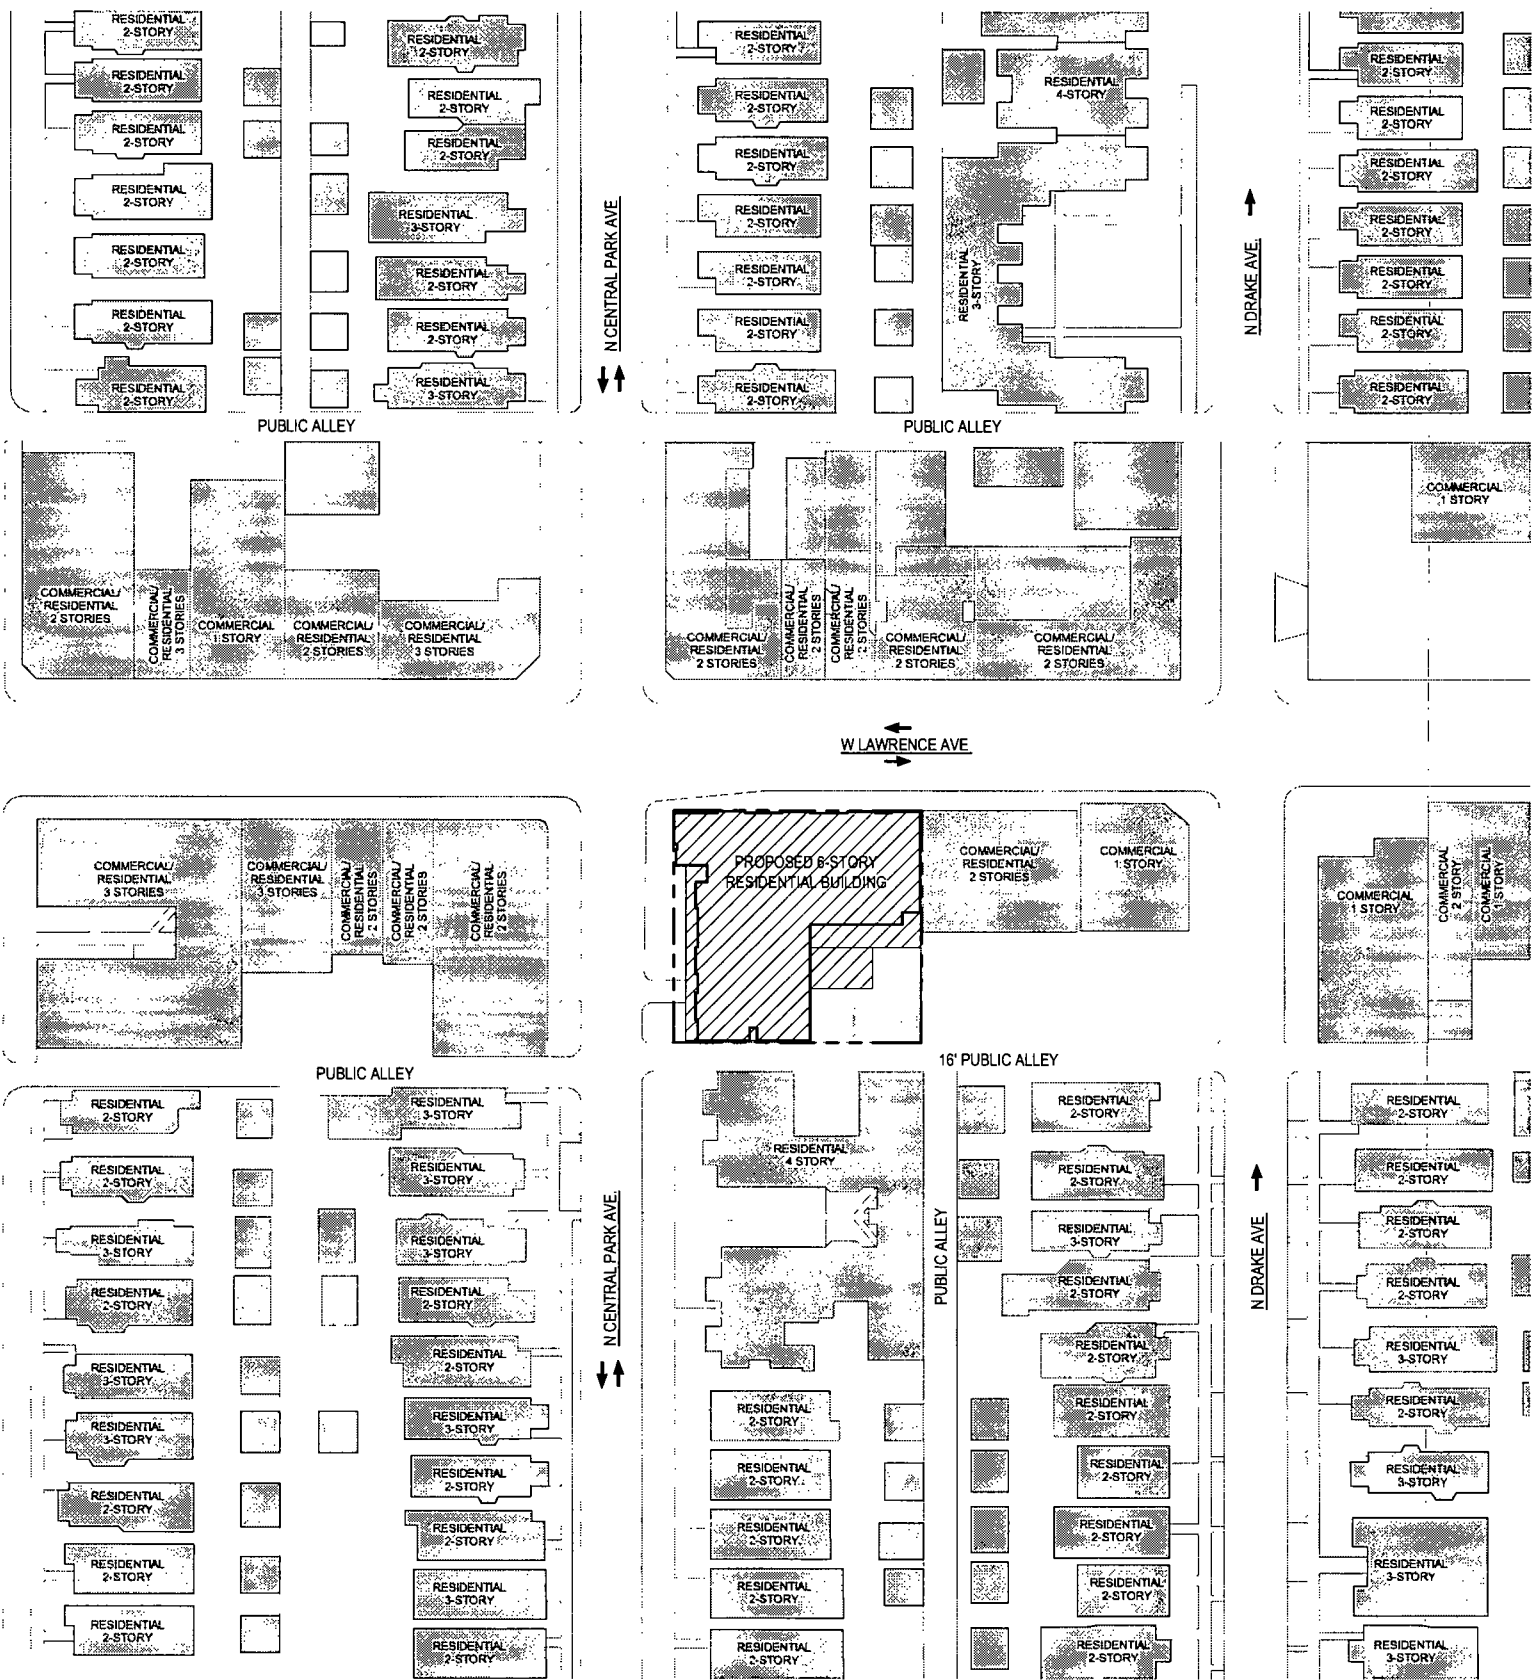 RESIDENTIAL
2-STORY
RESIDENTIAL
2-STORY
RESIDENTIAL
2-STORY
RESIDENTIAL
2-STORY
RESIDENTIAL
2-STORY
RESIDENTIAL
2-STORY
RESIDENTIAL
2-STORY
RESIDENTIAL
2-STORY
RESIDENTIAL
2-STORY
RESIDENTIAL
2-STORY
RESIDENTIAL
3-STORY
RESIDENTIAL
2-STORY
RESIDENTIAL
2-STORY
RESIDENTIAL
3-STORY
N CENTRAL PARK AVE
RESIDENTIAL
2-STORY
RESIDENTIAL
2-STORY
RESIDENTIAL
2-STORY
RESIDENTIAL
2-STORY
RESIDENTIAL
2-STORY
RESIDENTIAL
2-STORY
RESIDENTIAL
2-STORY
RESIDENTIAL
4-STORY
RESIDENTIAL
3-STORY
N DRAKE AVE.
RESIDENTIAL
2-STORY
RESIDENTIAL
2-STORY
RESIDENTIAL
2-STORY
RESIDENTIAL
2-STORY
RESIDENTIAL
2-STORY
RESIDENTIAL
2-STORY
RESIDENTIAL
2-STORY
PUBLIC ALLEY
PUBLIC ALLEY
COMMERCIAL/
RESIDENTIAL
2 STORIES
COMMERCIAL/
RESIDENTIAL
3 STORIES
COMMERCIAL
1 STORY
COMMERCIAL/
RESIDENTIAL
2 STORIES
COMMERCIAL/
RESIDENTIAL
3 STORIES
COMMERCIAL/
RESIDENTIAL
2 STORIES
COMMERCIAL/
RESIDENTIAL
2 STORIES
COMMERCIAL/
RESIDENTIAL
2 STORIES
COMMERCIAL/
RESIDENTIAL
2 STORIES
COMMERCIAL/
RESIDENTIAL
2 STORIES
COMMERCIAL
1 STORY
W LAWRENCE AVE
COMMERCIAL/
RESIDENTIAL
3 STORIES
COMMERCIAL/
RESIDENTIAL
3 STORIES
COMMERCIAL/
RESIDENTIAL
2 STORIES
COMMERCIAL/
RESIDENTIAL
2 STORIES
COMMERCIAL/
RESIDENTIAL
2 STORIES
PROPOSED 6-STORY
RESIDENTIAL BUILDING
COMMERCIAL/
RESIDENTIAL
2 STORIES
COMMERCIAL
1 STORY
COMMERCIAL
1 STORY
COMMERCIAL
2 STORY
COMMERCIAL
1 STORY
PUBLIC ALLEY
16' PUBLIC ALLEY
RESIDENTIAL
2-STORY
RESIDENTIAL
2-STORY
RESIDENTIAL
3-STORY
RESIDENTIAL
2-STORY
RESIDENTIAL
3-STORY
RESIDENTIAL
3-STORY
RESIDENTIAL
2-STORY
RESIDENTIAL
2-STORY
RESIDENTIAL
2-STORY
RESIDENTIAL
3-STORY
RESIDENTIAL
3-STORY
RESIDENTIAL
3-STORY
RESIDENTIAL
2-STORY
RESIDENTIAL
2-STORY
RESIDENTIAL
3-STORY
RESIDENTIAL
2-STORY
RESIDENTIAL
2-STORY
RESIDENTIAL
3-STORY
RESIDENTIAL
2-STORY
N CENTRAL PARK AVE.
RESIDENTIAL
4 STORY
RESIDENTIAL
2-STORY
RESIDENTIAL
2-STORY
RESIDENTIAL
2-STORY
RESIDENTIAL
2-STORY
RESIDENTIAL
2-STORY
PUBLIC ALLEY
RESIDENTIAL
2-STORY
RESIDENTIAL
2-STORY
RESIDENTIAL
3-STORY
RESIDENTIAL
2-STORY
RESIDENTIAL
2-STORY
RESIDENTIAL
2-STORY
RESIDENTIAL
2-STORY
RESIDENTIAL
2-STORY
RESIDENTIAL
2-STORY
RESIDENTIAL
2-STORY
N DRAKE AVE
RESIDENTIAL
2-STORY
RESIDENTIAL
2-STORY
RESIDENTIAL
2-STORY
RESIDENTIAL
2-STORY
RESIDENTIAL
3-STORY
RESIDENTIAL
2-STORY
RESIDENTIAL
3-STORY
RESIDENTIAL
3-STORY
RESIDENTIAL
3-STORY